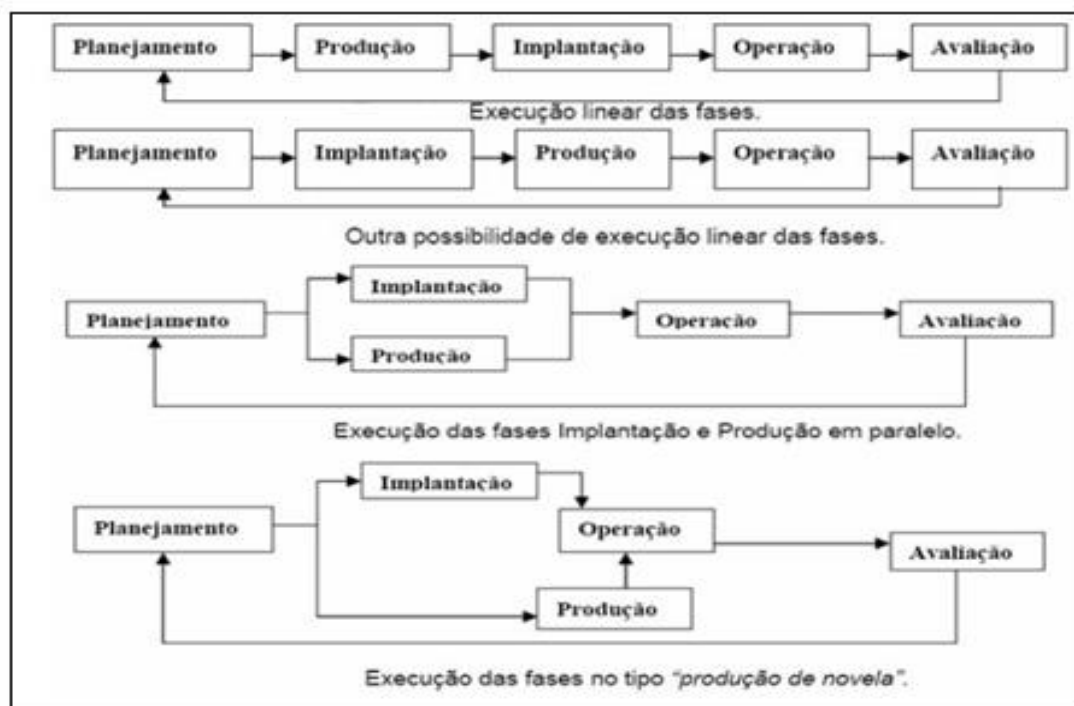 Planejamento Produção Implantação Operação Avaliação
Execução linear das fases.
Planejamento Implantação Produção Operação Avaliação
Outra possibilidade de execução linear das fases.
Implantação
Planejamento Operação Avaliação
Produção
Execução das fases Implantação e Produção em paralelo.
Implantação
Planejamento Operação Avaliação
Produção
Execução das fases no tipo “produção de novela”.